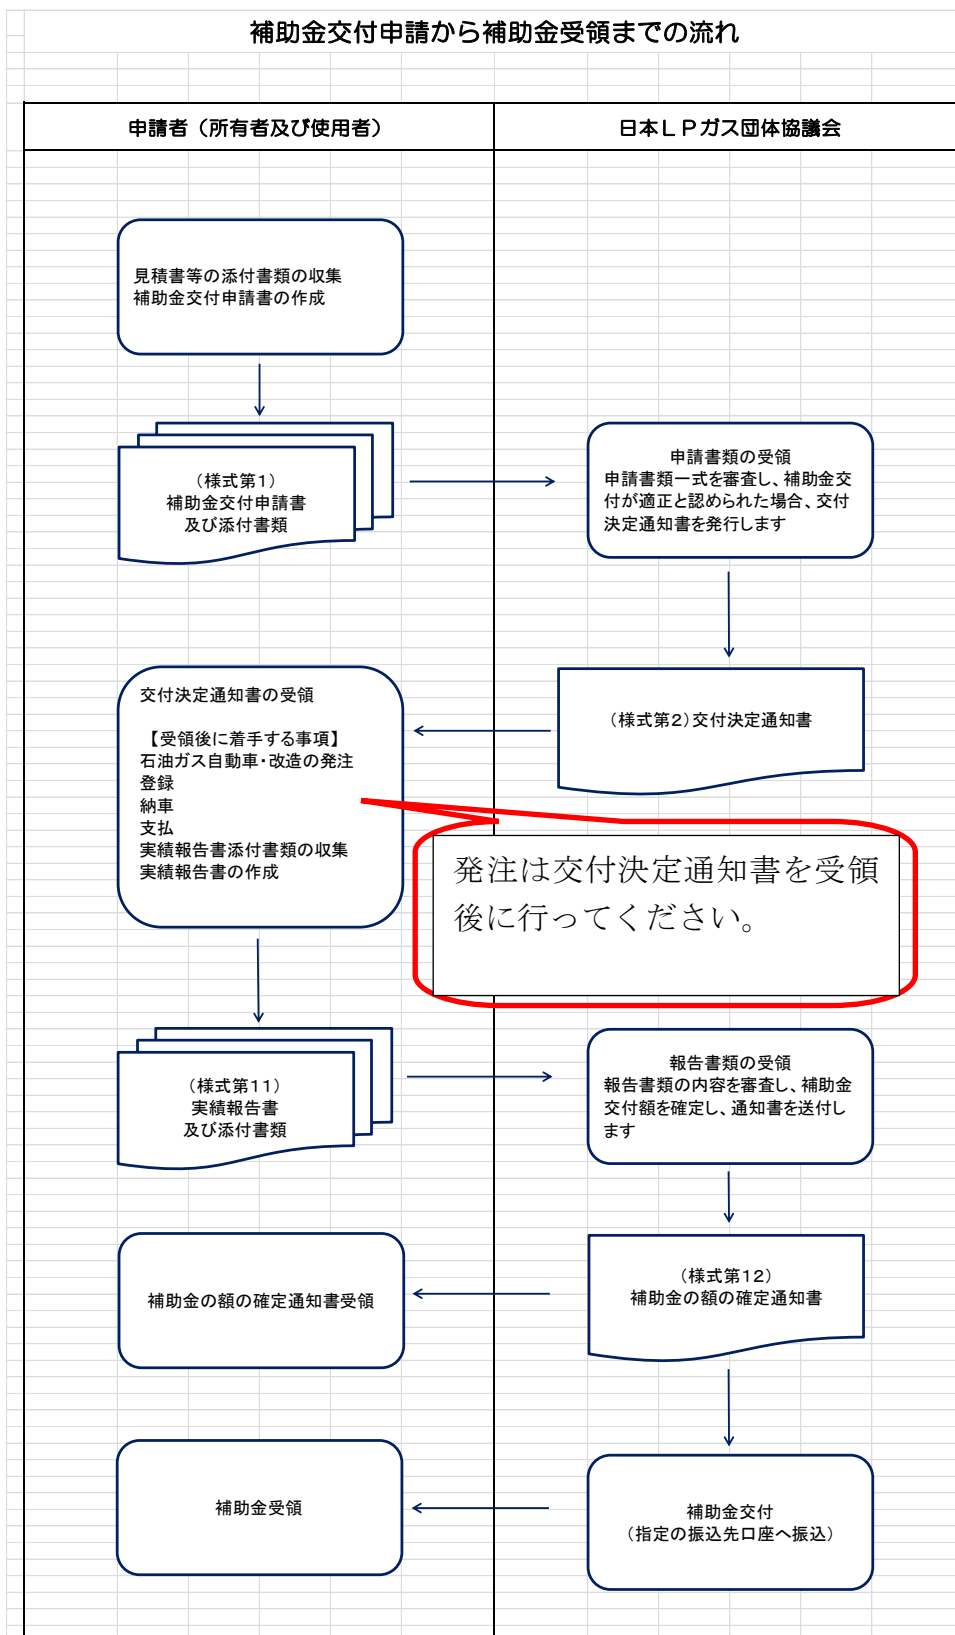 補助金交付申請から補助金受領までの流れ
申請者（所有者及び使用者）
日本ＬＰガス団体協議会
見積書等の添付書類の収集
補助金交付申請書の作成
（様式第１）
補助金交付申請書
及び添付書類
申請書類の受領
申請書類一式を審査し、補助金交
付が適正と認められた場合、交付
決定通知書を発行します
（様式第２）交付決定通知書
交付決定通知書の受領
【受領後に着手する事項】
石油ガス自動車・改造の発注
登録
納車
支払
実績報告書添付書類の収集
実績報告書の作成
発注は交付決定通知書を受領
後に行ってください。
（様式第１１）
実績報告書
及び添付書類
報告書類の受領
報告書類の内容を審査し、補助金
交付額を確定し、通知書を送付し
ます
（様式第１２）
補助金の額の確定通知書
補助金の額の確定通知書受領
補助金交付
（指定の振込先口座へ振込）
補助金受領